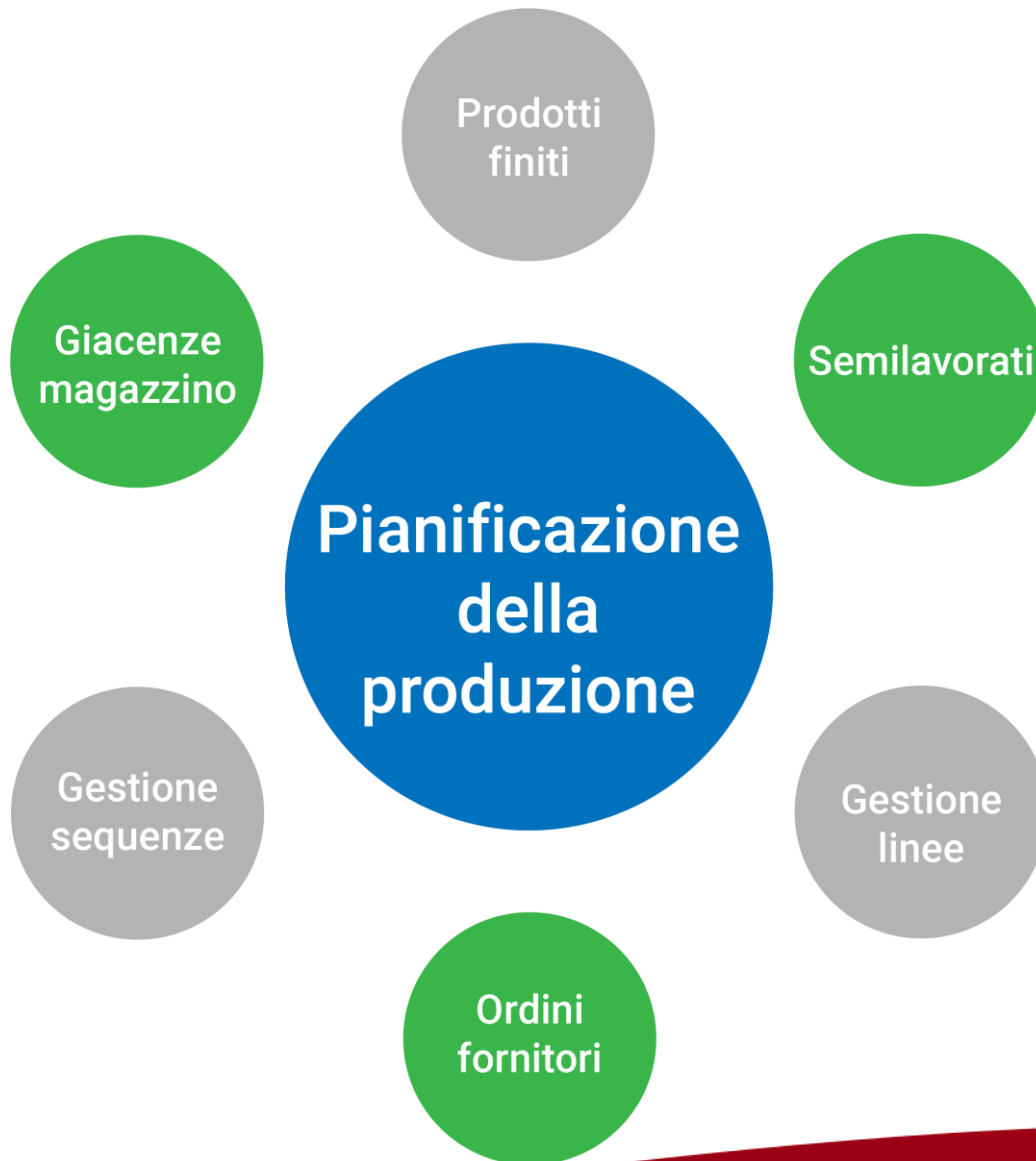 Prodotti
finiti
Giacenze
magazzino
Semilavorati
Pianificazione
della
produzione
Gestione
sequenze
Gestione
linee
Ordini
fornitori